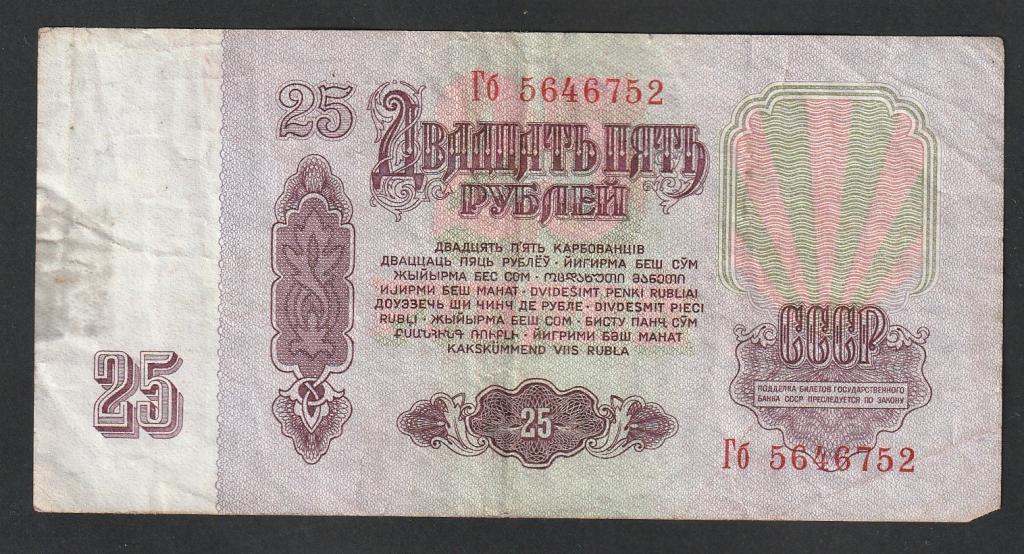 Гб 5646752
25
Двадцать пять
рублей
ДВАДЦЯТЬ П'ЯТЬ КАРБОВАНЦІВ
ДВАЦЦАЦЬ ПЯЦЬ РУБЛЁЎ · ЙИГИРМА БЕШ СЎМ
ЖЫЙЫРМА БЕС СОМ · ᲝᲪᲓᲐᲮᲣᲗᲘ ᲛᲐᲜᲔᲗᲘ
ИЈИРМИ БЕШ МАНАТ · DVIDEŠIMT PENKI RUBLIAI
ДОУЭЗЕЧЬ ШИ ЧИНЧ ДЕ РУБЛЕ · DIVDESMIT PIECI
RUBĻI · ЖЫЙЫРМА БЕШ СОМ · БИСТУ ПАНҶ СЎМ
ՔՍԱՆՀԻՆԳ ՌՈՒԲԼԻ · ЙИГРИМИ БӘШ МАНАТ
KAKSKÜMMEND VIIS RUBLA
25
25
СССР
ПОДДЕЛКА БИЛЕТОВ ГОСУДАРСТВЕННОГО
БАНКА СССР ПРЕСЛЕДУЕТСЯ ПО ЗАКОНУ
Гб 5646752